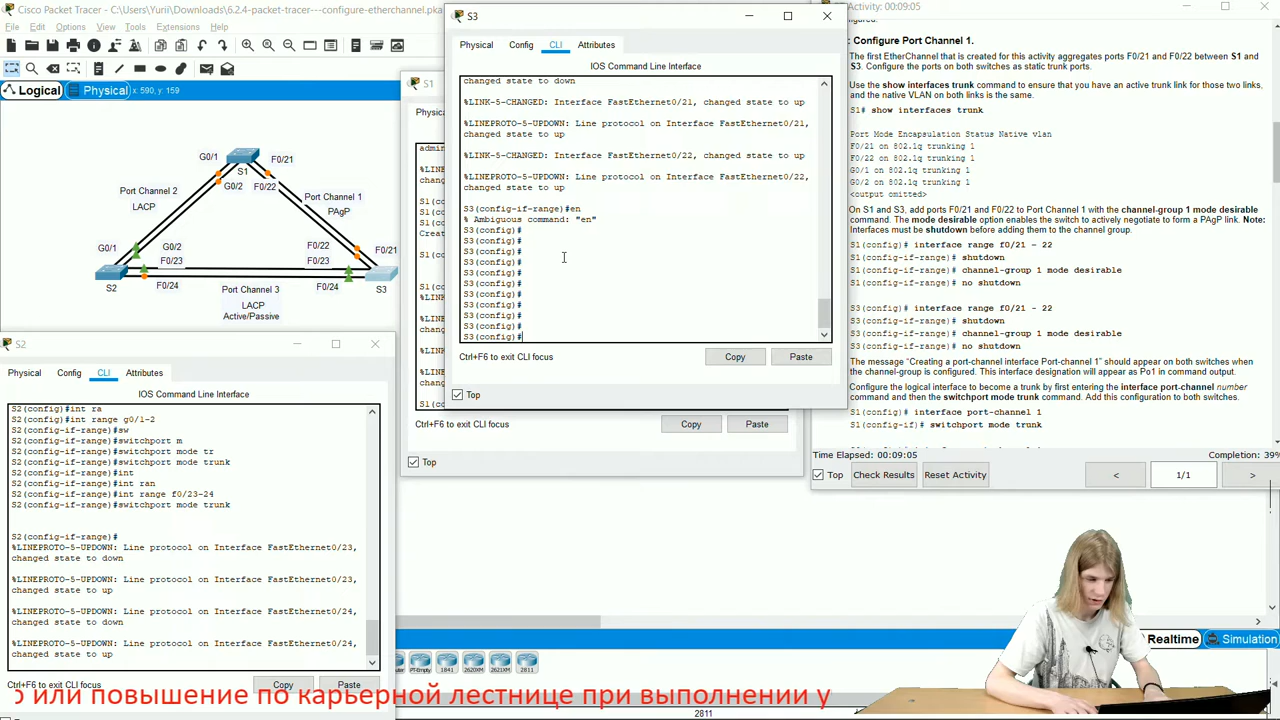 Cisco Packet Tracer - C:\Users\Yurii\Downloads\6.2.4-packet-tracer---configure-etherchannel.pka
File Edit Options View Tools Extensions Help
Logical Physical x: 590, y: 159
G0/1 F0/21
S1
G0/2 F0/22
Port Channel 2
LACP
Port Channel 1
PAgP
G0/1 G0/2 F0/22 F0/21
F0/23 F0/23
S2 F0/24 F0/24 S3
Port Channel 3
LACP
Active/Passive
S2
Physical Config CLI Attributes
IOS Command Line Interface
S2(config)#int ra
S2(config)#int range g0/1-2
S2(config-if-range)#sw
S2(config-if-range)#switchport m
S2(config-if-range)#switchport mode tr
S2(config-if-range)#switchport mode trunk
S2(config-if-range)#int
S2(config-if-range)#int ran
S2(config-if-range)#int range f0/23-24
S2(config-if-range)#switchport mode trunk
S2(config-if-range)#
%LINEPROTO-5-UPDOWN: Line protocol on Interface FastEthernet0/23,
changed state to down
%LINEPROTO-5-UPDOWN: Line protocol on Interface FastEthernet0/23,
changed state to up
%LINEPROTO-5-UPDOWN: Line protocol on Interface FastEthernet0/24,
changed state to down
%LINEPROTO-5-UPDOWN: Line protocol on Interface FastEthernet0/24,
changed state to up
Ctrl+F6 to exit CLI focus
Copy Paste
S1
Physi
admin
%LINE
chang
S1(co
S1(co
S1(co
Creat
S1(co
Ctrl+F6 to exit CLI focus
Copy Paste
Top
S3
Physical Config CLI Attributes
IOS Command Line Interface
changed state to down
%LINK-5-CHANGED: Interface FastEthernet0/21, changed state to up
%LINEPROTO-5-UPDOWN: Line protocol on Interface FastEthernet0/21,
changed state to up
%LINK-5-CHANGED: Interface FastEthernet0/22, changed state to up
%LINEPROTO-5-UPDOWN: Line protocol on Interface FastEthernet0/22,
changed state to up
S3(config-if-range)#en
% Ambiguous command: "en"
S3(config)#
S3(config)#
S3(config)#
S3(config)#
S3(config)#
S3(config)#
S3(config)#
S3(config)#
S3(config)#
S3(config)#
S3(config)#
Ctrl+F6 to exit CLI focus
Copy Paste
Top
Activity: 00:09:05
: Configure Port Channel 1.
The first EtherChannel that is created for this activity aggregates ports F0/21 and F0/22 between S1 and
S3. Configure the ports on both switches as static trunk ports.
Use the show interfaces trunk command to ensure that you have an active trunk link for those two links,
and the native VLAN on both links is the same.
S1# show interfaces trunk
Port Mode Encapsulation Status Native vlan
F0/21 on 802.1q trunking 1
F0/22 on 802.1q trunking 1
G0/1 on 802.1q trunking 1
G0/2 on 802.1q trunking 1
<output omitted>
On S1 and S3, add ports F0/21 and F0/22 to Port Channel 1 with the channel-group 1 mode desirable
command. The mode desirable option enables the switch to actively negotiate to form a PAgP link. Note:
Interfaces must be shutdown before adding them to the channel group.
S1(config)# interface range f0/21 - 22
S1(config-if-range)# shutdown
S1(config-if-range)# channel-group 1 mode desirable
S1(config-if-range)# no shutdown
S3(config)# interface range f0/21 - 22
S3(config-if-range)# shutdown
S3(config-if-range)# channel-group 1 mode desirable
S3(config-if-range)# no shutdown
The message “Creating a port-channel interface Port-channel 1” should appear on both switches when
the channel-group is configured. This interface designation will appear as Po1 in command output.
Configure the logical interface to become a trunk by first entering the interface port-channel number
command and then the switchport mode trunk command. Add this configuration to both switches.
S1(config)# interface port-channel 1
S1(config-if)# switchport mode trunk
Time Elapsed: 00:09:05 Completion: 39%
Top Check Results Reset Activity < 1/1 >
Realtime Simulation
PT-Empty 1841 2620XM 2621XM 2811
2811
о или повышение по карьерной лестнице при выполнении у